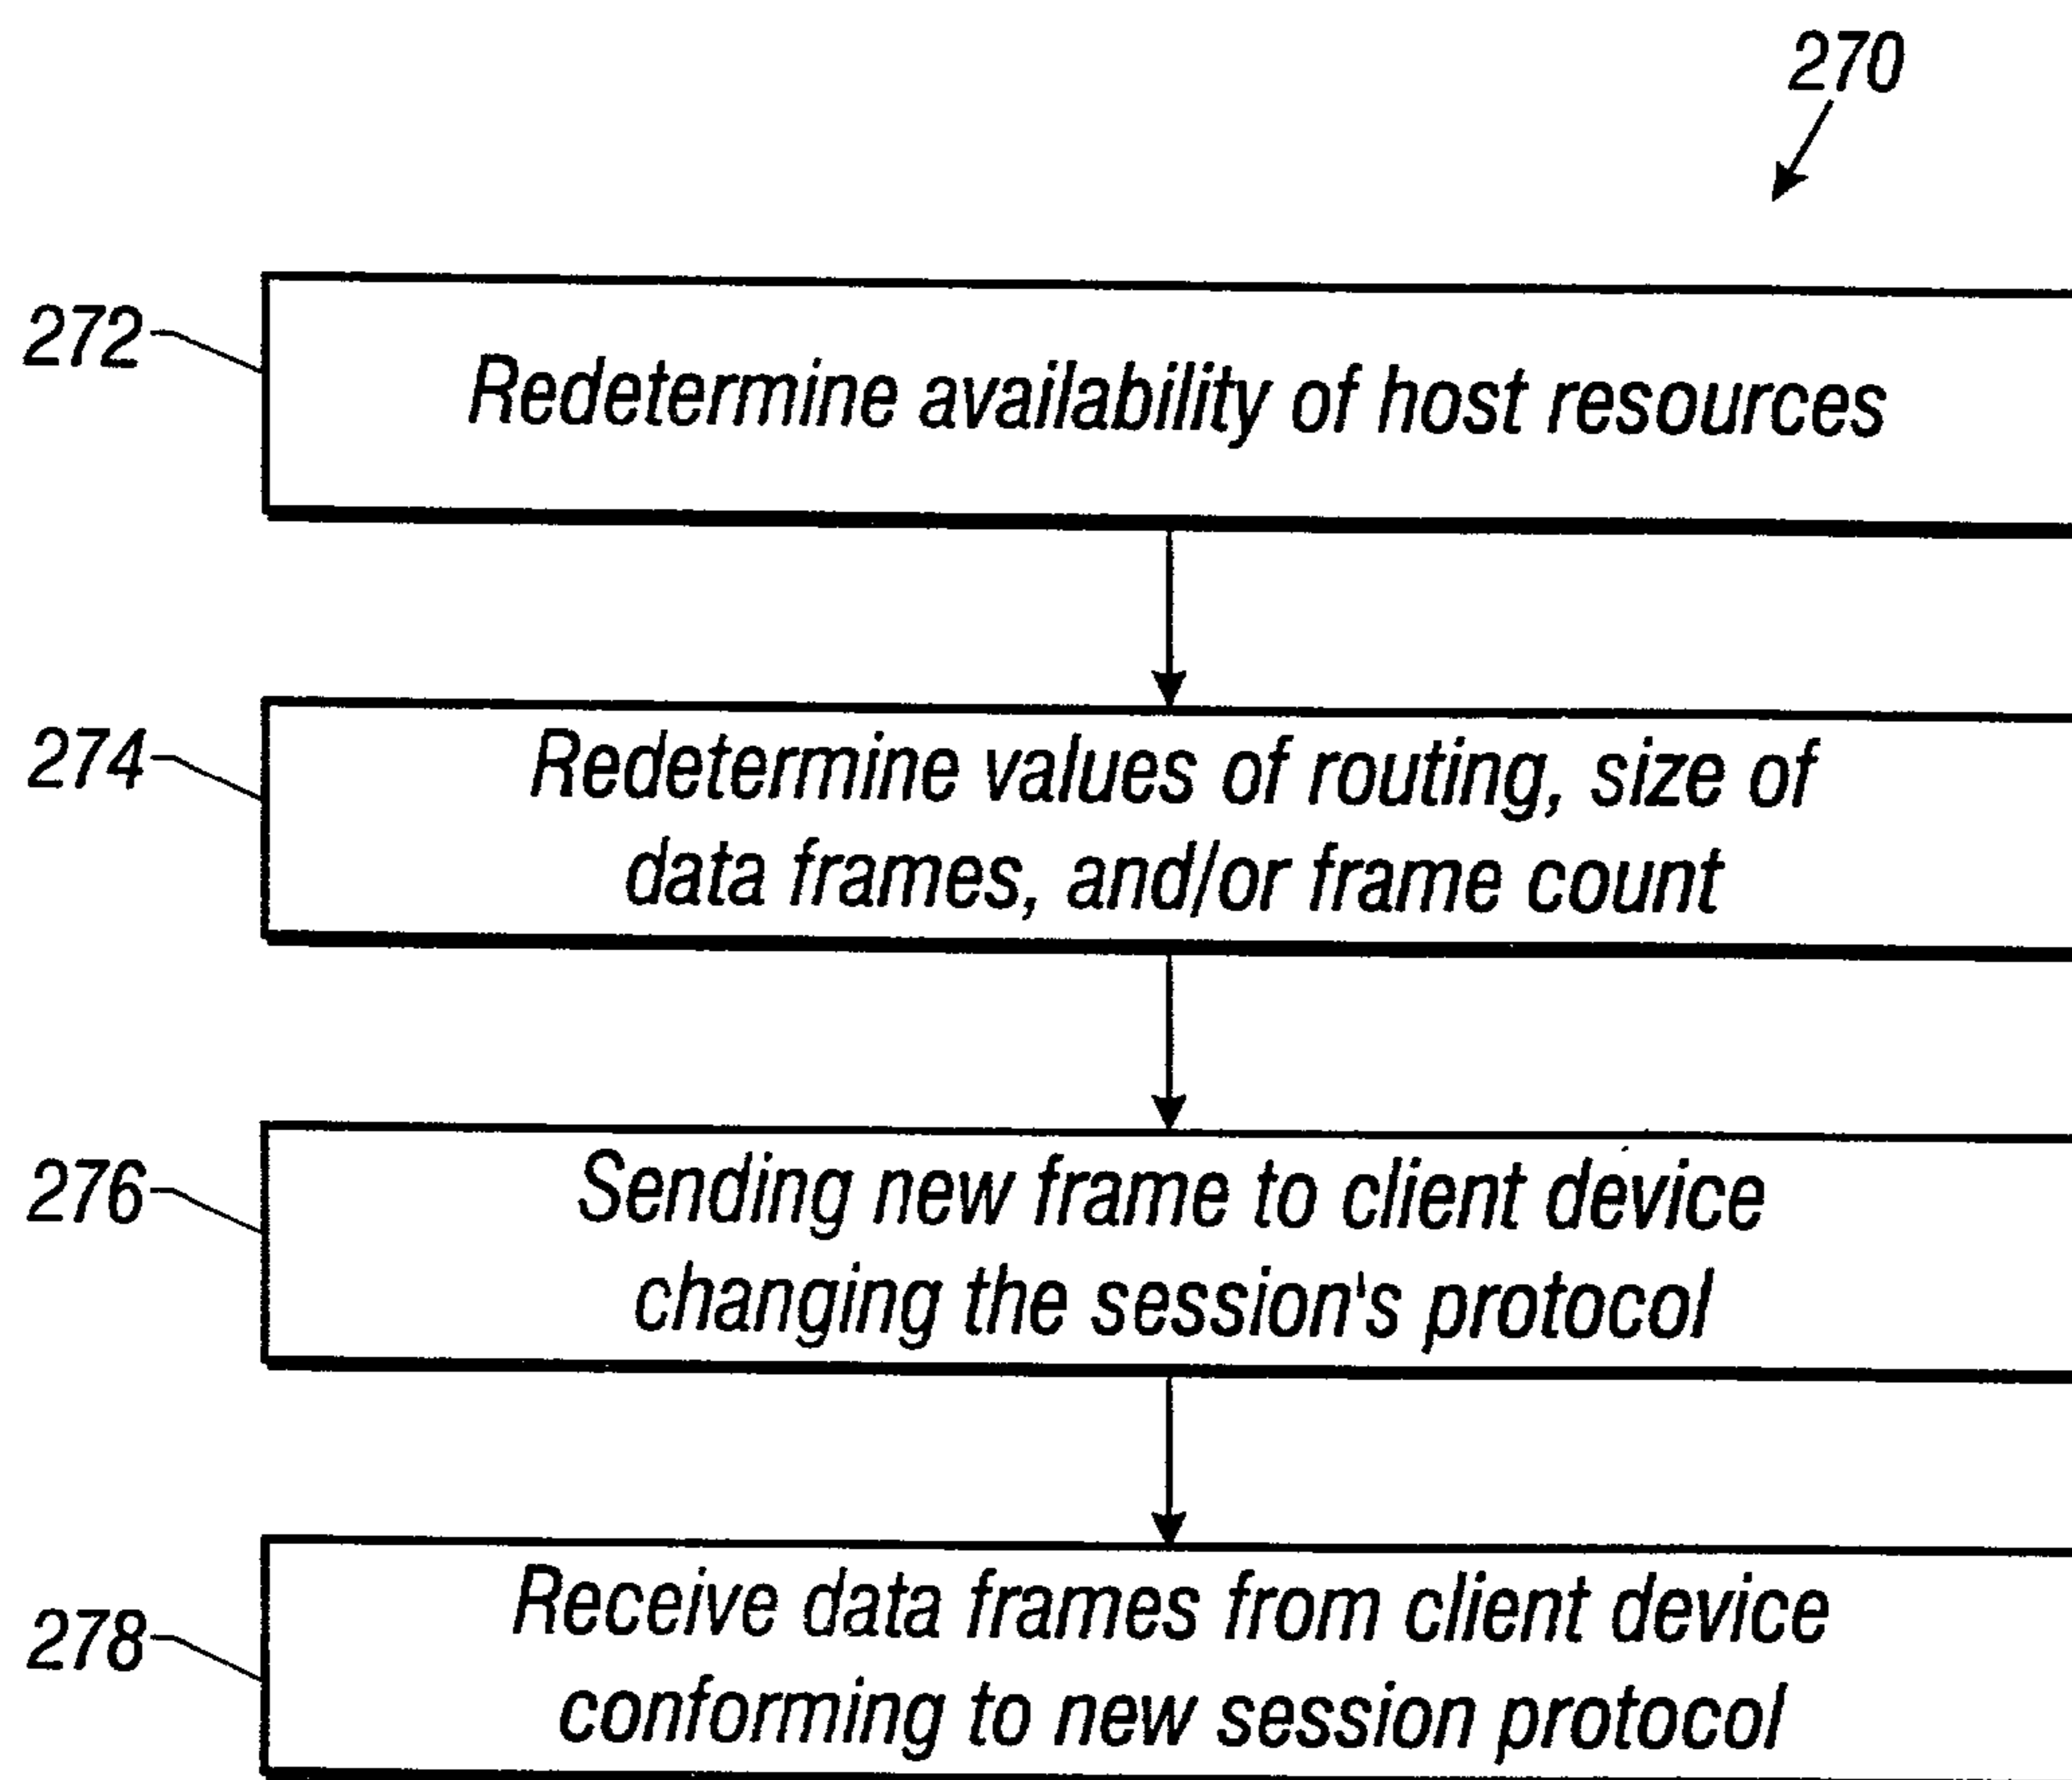 270
272
Redetermine availability of host resources
274
Redetermine values of routing, size of
data frames, and/or frame count
276
Sending new frame to client device
changing the session's protocol
278
Receive data frames from client device
conforming to new session protocol